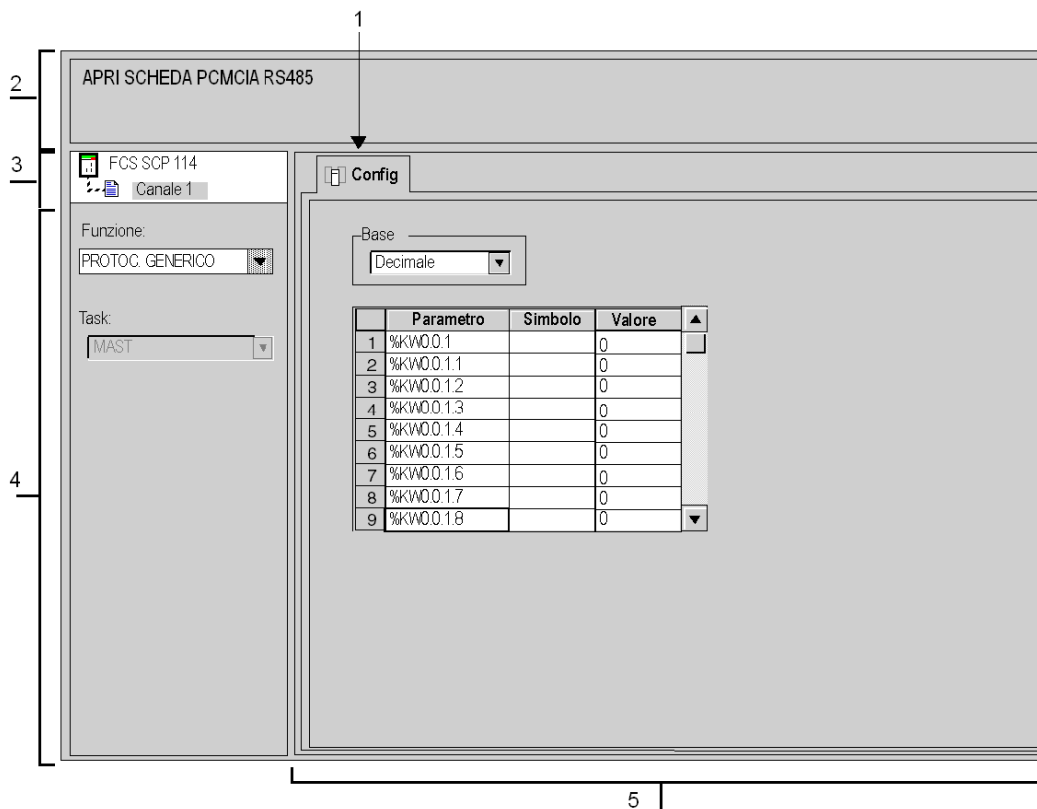 1
2
APRI SCHEDA PCMCIA RS485
3
FCS SCP 114
Canale 1
Config
4
Funzione:
PROTOC. GENERICO
Task:
MAST
Base
Decimale
Parametro Simbolo Valore
1 %KW0.0.1 0
2 %KW0.0.1.1 0
3 %KW0.0.1.2 0
4 %KW0.0.1.3 0
5 %KW0.0.1.4 0
6 %KW0.0.1.5 0
7 %KW0.0.1.6 0
8 %KW0.0.1.7 0
9 %KW0.0.1.8 0
5